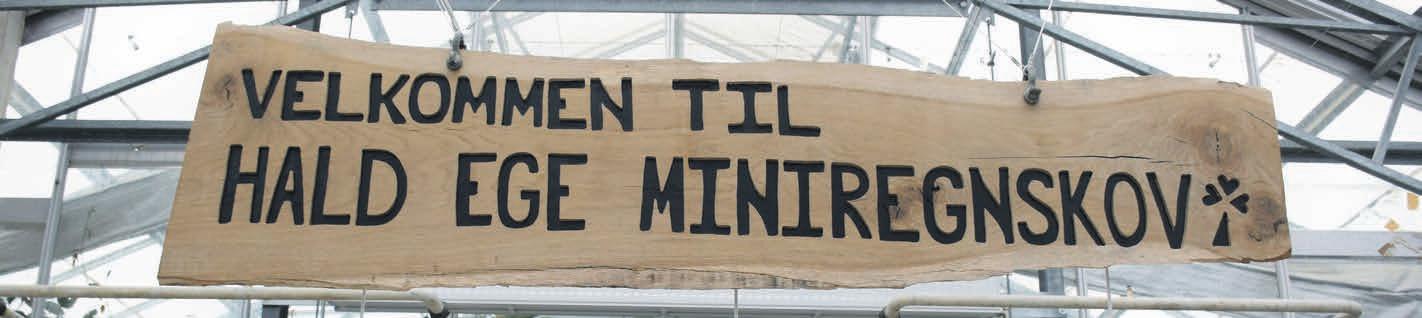 VELKOMMEN TIL
HALD EGE MINIREGNSKOV